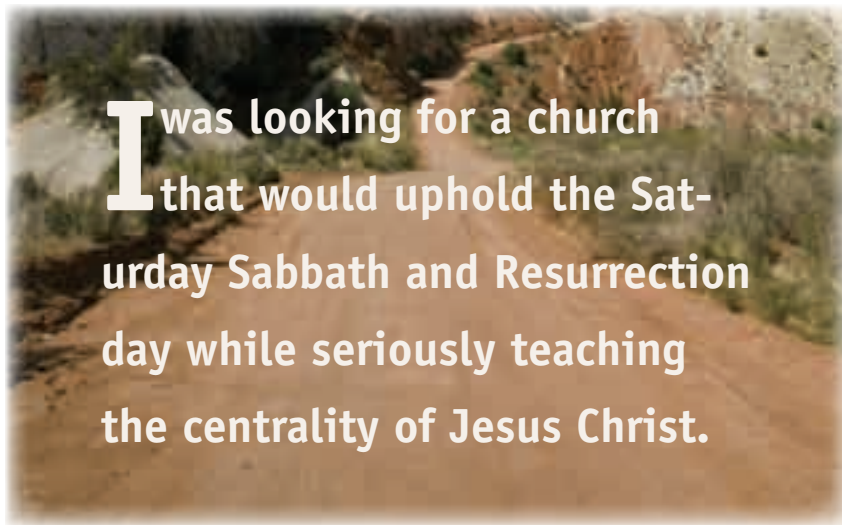 I was looking for a church
that would uphold the Sat-
urday Sabbath and Resurrection
day while seriously teaching
the centrality of Jesus Christ.